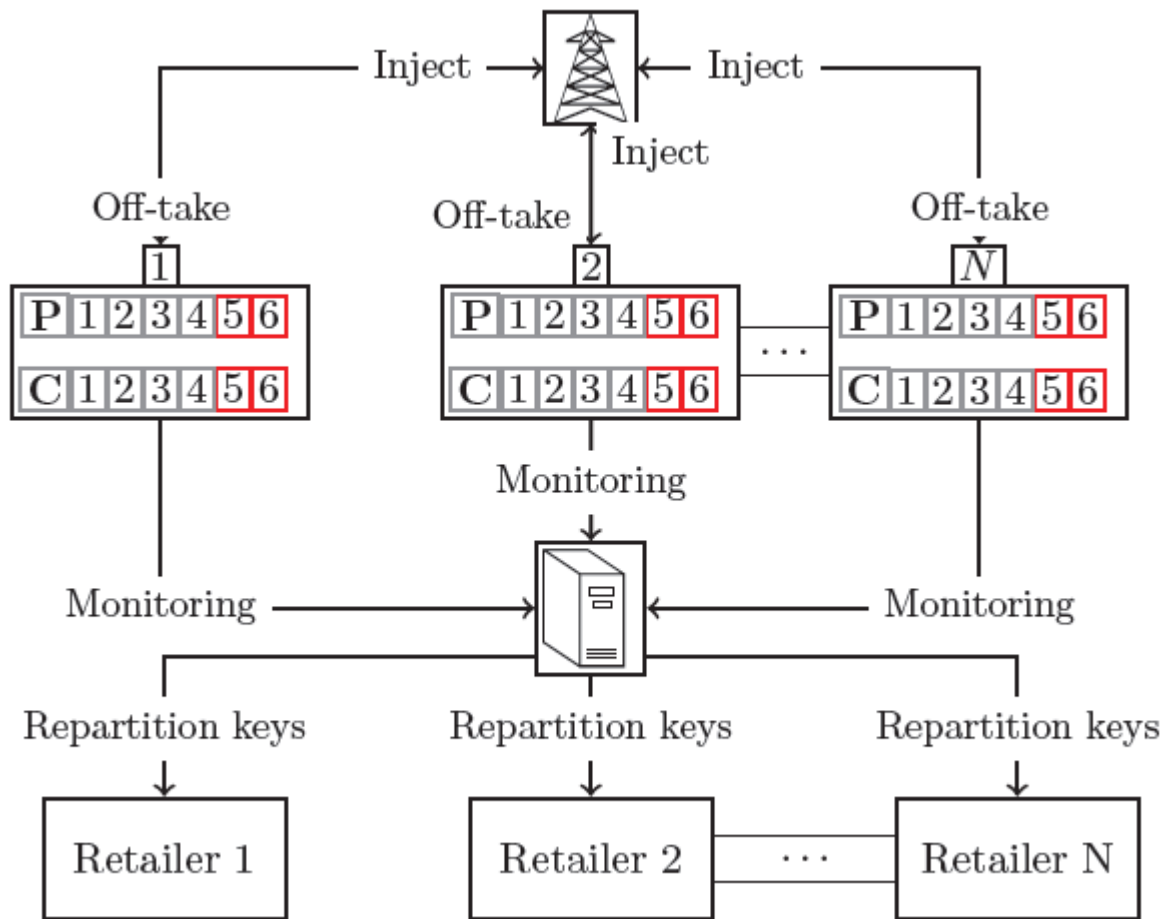 Inject Inject
Inject
Off-take Off-take Off-take
1 2 N
P 1 2 3 4 5 6 P 1 2 3 4 5 6 P 1 2 3 4 5 6
...
C 1 2 3 4 5 6 C 1 2 3 4 5 6 C 1 2 3 4 5 6
Monitoring
Monitoring Monitoring
Repartition keys Repartition keys Repartition keys
Retailer 1 Retailer 2 ... Retailer N